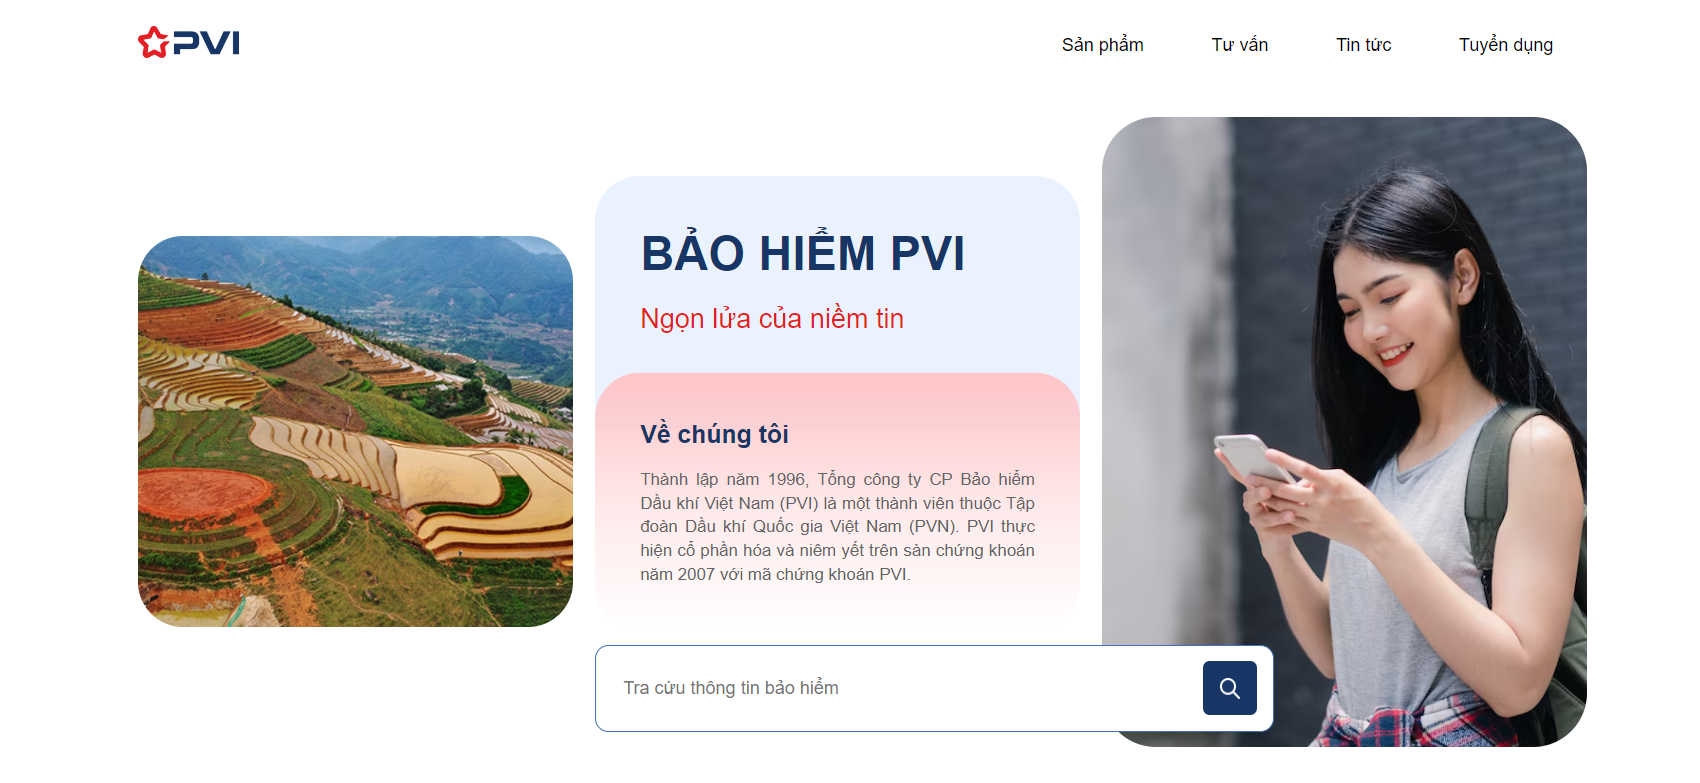 PVI
Sản phẩm
Tư vấn
Tin tức
Tuyển dụng
BẢO HIỂM PVI
Ngọn lửa của niềm tin
Về chúng tôi
Thành lập năm 1996, Tổng công ty CP Bảo hiểm
Dầu khí Việt Nam (PVI) là một thành viên thuộc Tập
đoàn Dầu khí Quốc gia Việt Nam (PVN). PVI thực
hiện cổ phần hóa và niêm yết trên sàn chứng khoán
năm 2007 với mã chứng khoán PVI.
Tra cứu thông tin bảo hiểm